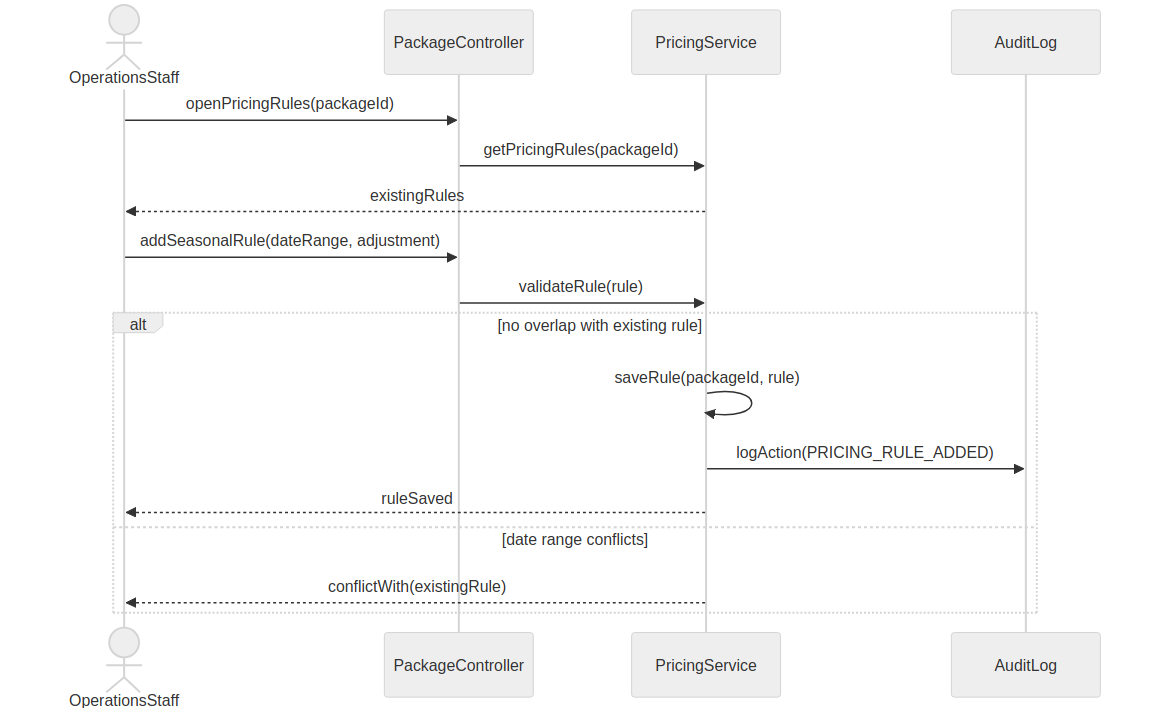 OperationsStaff
PackageController
PricingService
AuditLog
openPricingRules(packageId)
getPricingRules(packageId)
existingRules
addSeasonalRule(dateRange, adjustment)
validateRule(rule)
alt
[no overlap with existing rule]
saveRule(packageId, rule)
logAction(PRICING_RULE_ADDED)
ruleSaved
[date range conflicts]
conflictWith(existingRule)
OperationsStaff
PackageController
PricingService
AuditLog